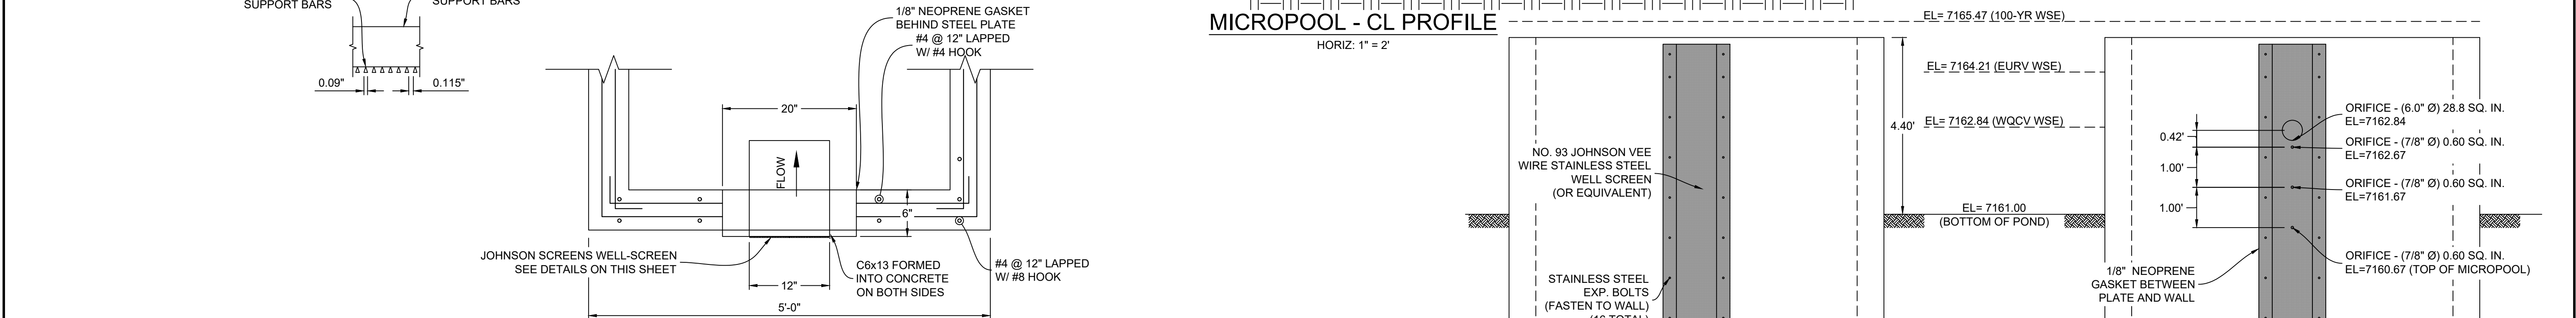 SUPPORT BARS
SUPPORT BARS
0.09"
0.115"
1/8" NEOPRENE GASKET
BEHIND STEEL PLATE
#4 @ 12" LAPPED
W/ #4 HOOK
20"
FLOW
6"
JOHNSON SCREENS WELL-SCREEN
SEE DETAILS ON THIS SHEET
C6x13 FORMED
INTO CONCRETE
ON BOTH SIDES
#4 @ 12" LAPPED
W/ #8 HOOK
12"
5'-0"
MICROPOOL - CL PROFILE
HORIZ: 1" = 2'
EL= 7165.47 (100-YR WSE)
EL= 7164.21 (EURV WSE)
4.40'
EL= 7162.84 (WQCV WSE)
NO. 93 JOHNSON VEE
WIRE STAINLESS STEEL
WELL SCREEN
(OR EQUIVALENT)
EL= 7161.00
(BOTTOM OF POND)
STAINLESS STEEL
EXP. BOLTS
(FASTEN TO WALL)
(16 TOTAL)
0.42'
1.00'
1.00'
ORIFICE - (6.0" Ø) 28.8 SQ. IN.
EL=7162.84
ORIFICE - (7/8" Ø) 0.60 SQ. IN.
EL=7162.67
ORIFICE - (7/8" Ø) 0.60 SQ. IN.
EL=7161.67
ORIFICE - (7/8" Ø) 0.60 SQ. IN.
EL=7160.67 (TOP OF MICROPOOL)
1/8" NEOPRENE
GASKET BETWEEN
PLATE AND WALL